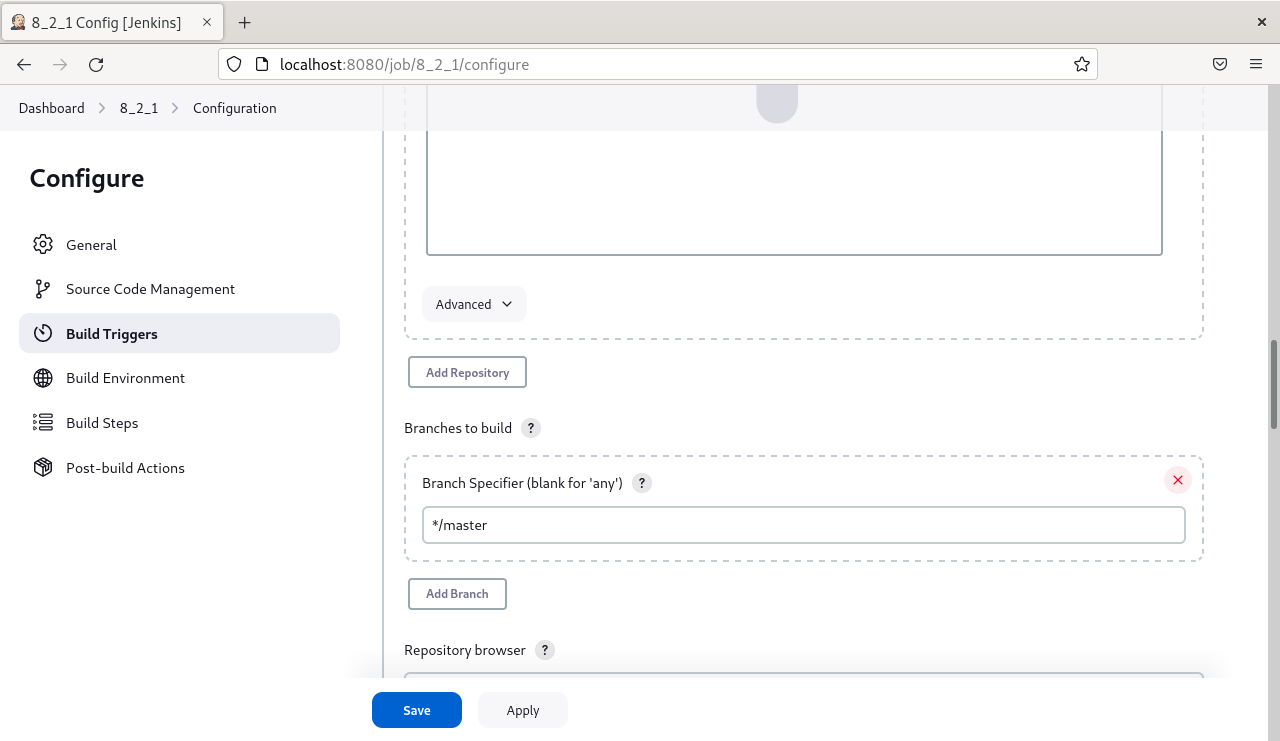 8_2_1 Config [Jenkins]
localhost:8080/job/8_2_1/configure
Dashboard 8_2_1 Configuration
Configure
General
Source Code Management
Build Triggers
Build Environment
Build Steps
Post-build Actions
Advanced
Add Repository
Branches to build ?
Branch Specifier (blank for 'any') ?
*/master
Add Branch
Repository browser ?
Save Apply